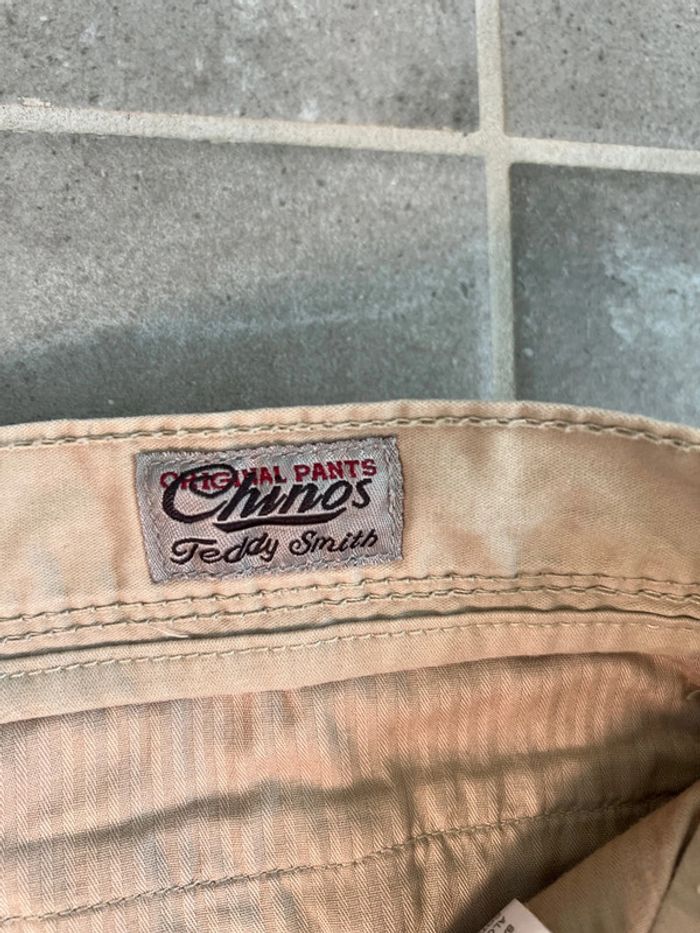 ORIGINAL PANTS
Chinos
Teddy Smith